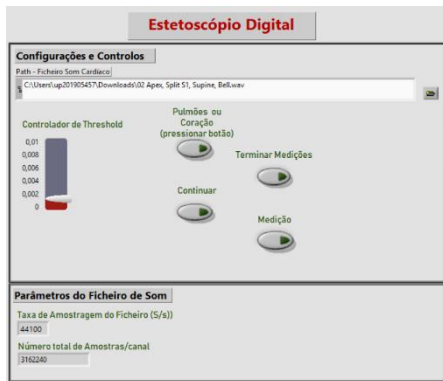 Estetoscópio Digital
Configurações e Controlos
Path - Ficheiro Som Cardíaco
C:\Users\up201905457\Downloads\02 Apex, Split S1, Supine, Bell.wav
Controlador de Threshold
0,01
0,008
0,006
0,004
0,002
0
Pulmões ou
Coração
(pressionar botão)
Terminar Medições
Continuar
Medição
Parâmetros do Ficheiro de Som
Taxa de Amostragem do Ficheiro (S/s))
44100
Número total de Amostras/canal
3162240